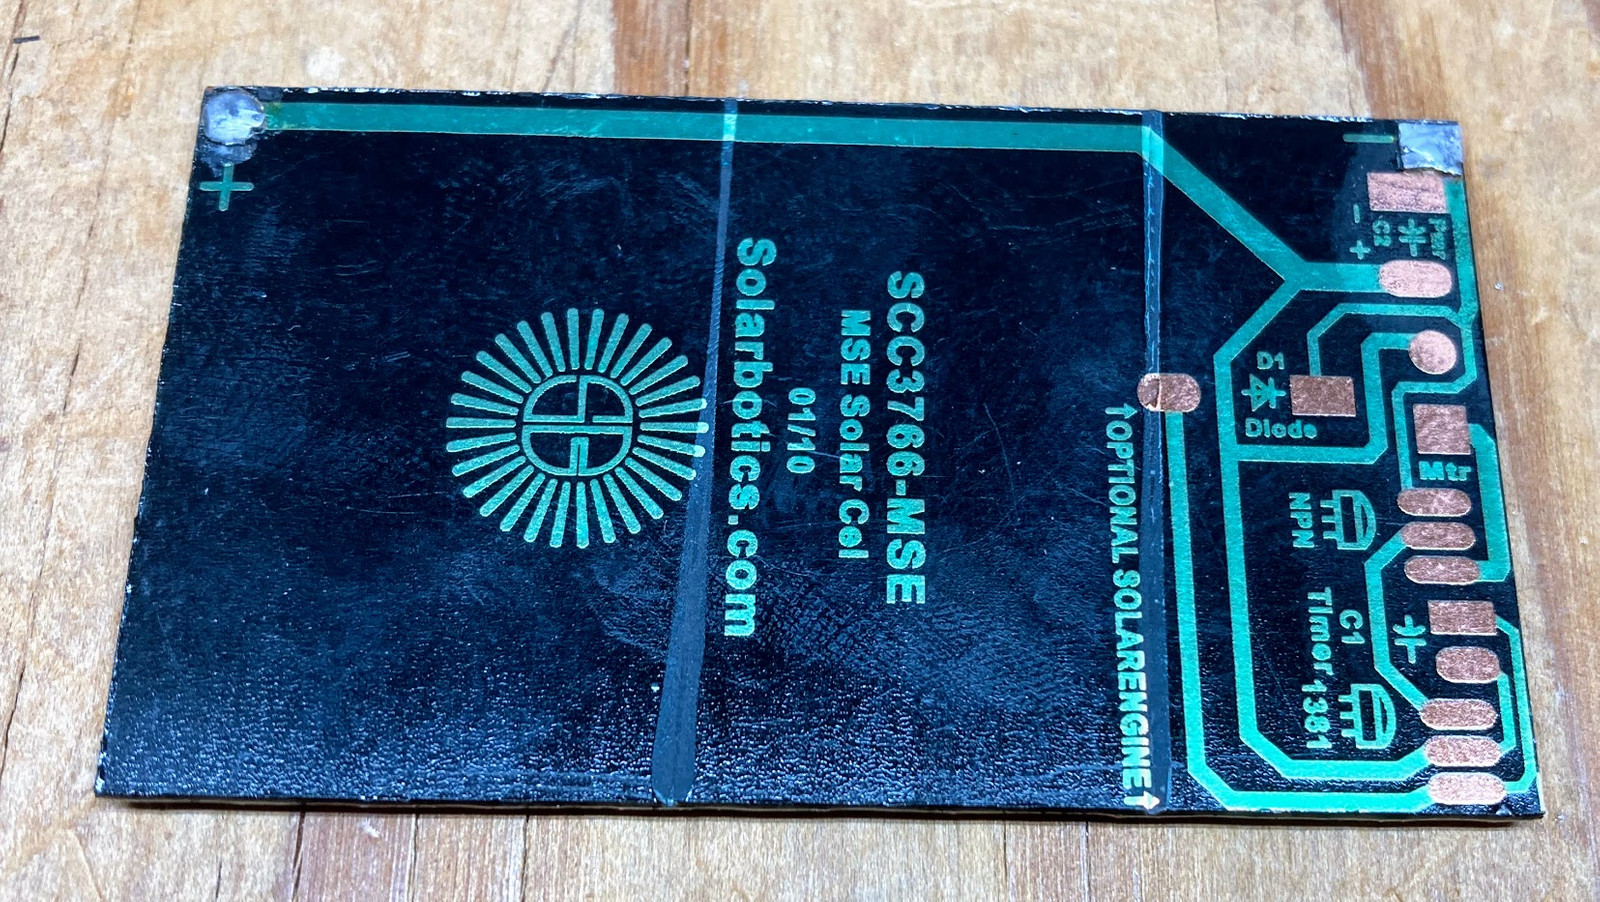 SCC3766-MSE
MSE Solar Cel
01/10
Solarbotics.com
↑OPTIONAL SOLARENGINE↑
+
−
Pwr
C2
- +
D1
Diode
Mtr
NPN
C1
Timer 1381